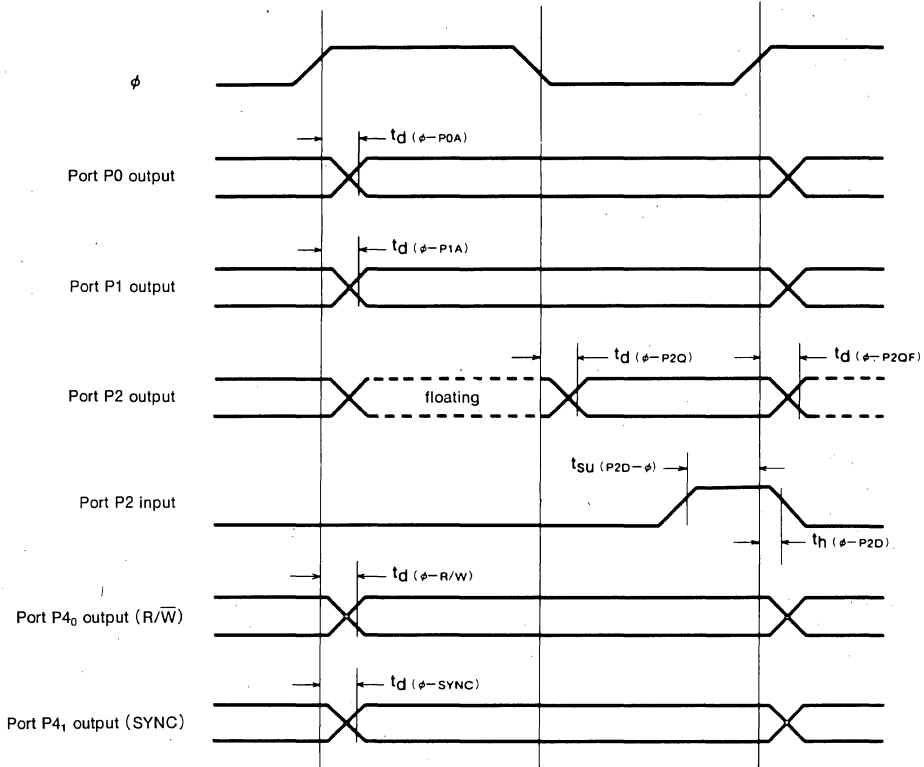 φ
td (φ–P0A)
Port P0 output
td (φ–P1A)
Port P1 output
td (φ–P2Q)
td (φ–P2QF)
Port P2 output
floating
tsu (P2D–φ)
Port P2 input
th (φ–P2D)
td (φ–R/W)
Port P4₀ output (R/W̅)
td (φ–SYNC)
Port P4₁ output (SYNC)